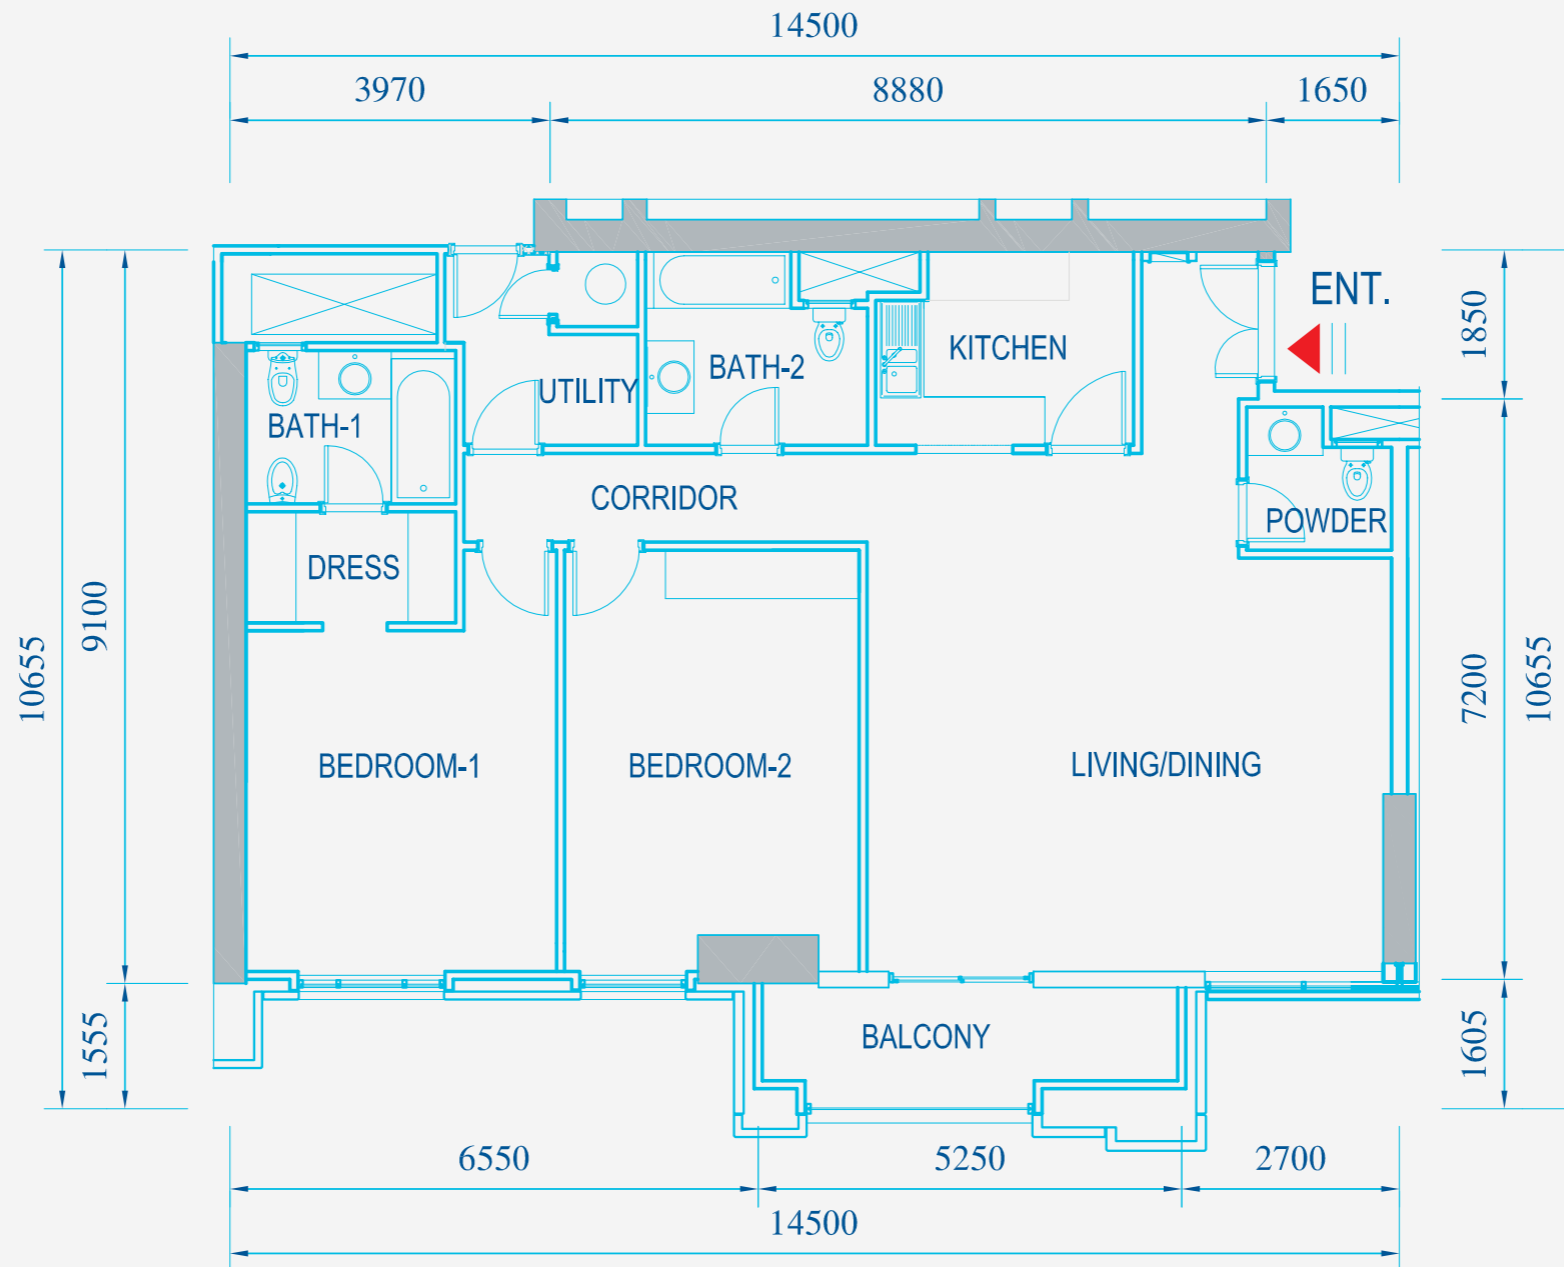 14500
3970
8880
1650
ENT.
1850
KITCHEN
BATH-2
UTILITY
BATH-1
CORRIDOR
POWDER
DRESS
9100
10655
7200
10655
BEDROOM-1
BEDROOM-2
LIVING/DINING
1555
BALCONY
1605
6550
5250
2700
14500